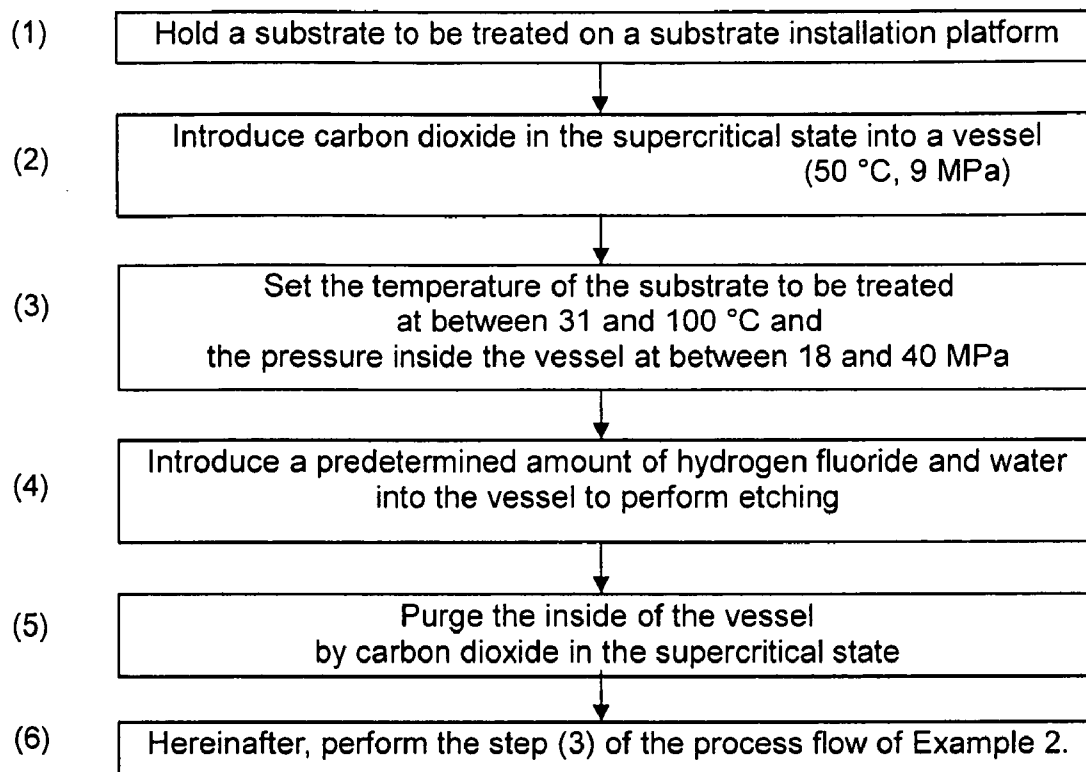 (1) Hold a substrate to be treated on a substrate installation platform
(2) Introduce carbon dioxide in the supercritical state into a vessel
(50 °C, 9 MPa)
(3) Set the temperature of the substrate to be treated
at between 31 and 100 °C and
the pressure inside the vessel at between 18 and 40 MPa
(4) Introduce a predetermined amount of hydrogen fluoride and water
into the vessel to perform etching
(5) Purge the inside of the vessel
by carbon dioxide in the supercritical state
(6) Hereinafter, perform the step (3) of the process flow of Example 2.